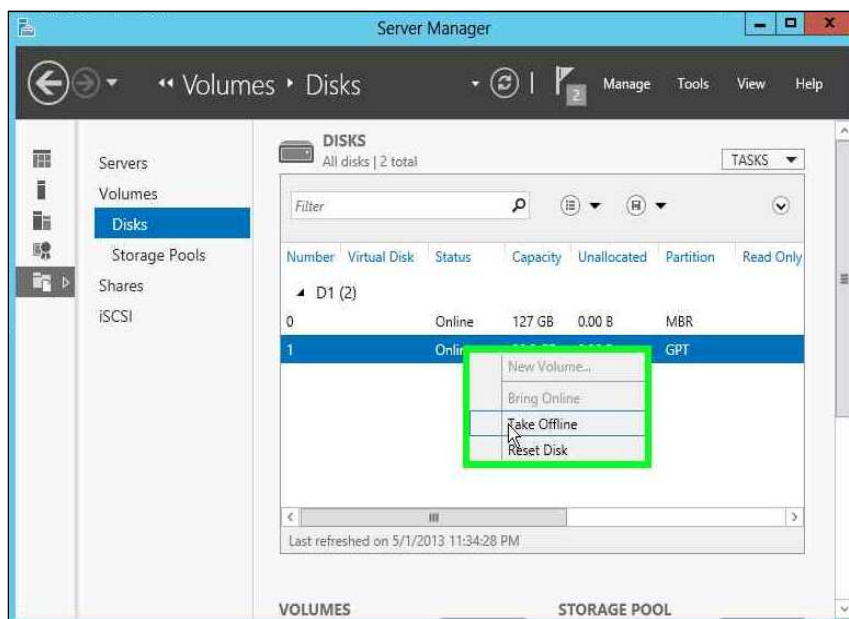 Server Manager
Volumes Disks
2
Manage Tools View Help
DISKS
All disks | 2 total
TASKS
Servers
Volumes
Disks
Storage Pools
Shares
iSCSI
Filter
Number Virtual Disk Status Capacity Unallocated Partition Read Only
D1 (2)
0 Online 127 GB 0.00 B MBR
1 GPT
New Volume...
Bring Online
Take Offline
Reset Disk
Last refreshed on 5/1/2013 11:34:28 PM
VOLUMES STORAGE POOL